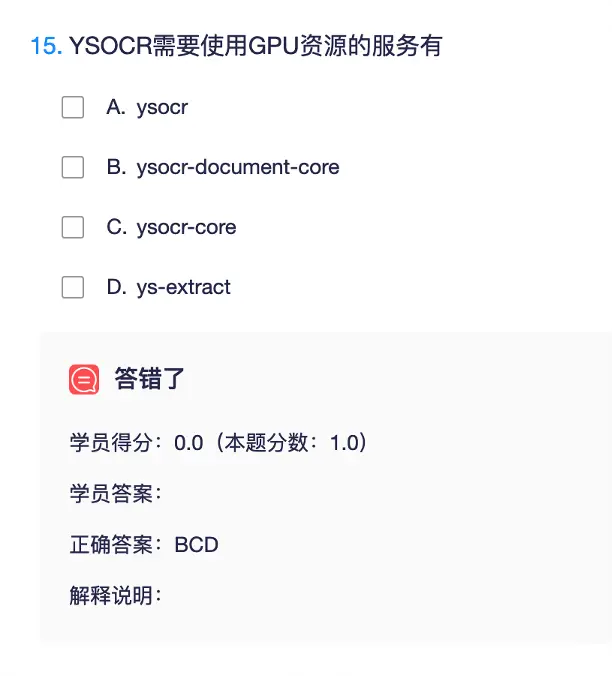 15. YSOCR需要使用GPU资源的服务有
A. ysocr
B. ysocr-document-core
C. ysocr-core
D. ys-extract
答错了
学员得分：0.0（本题分数：1.0）
学员答案：
正确答案：BCD
解释说明：